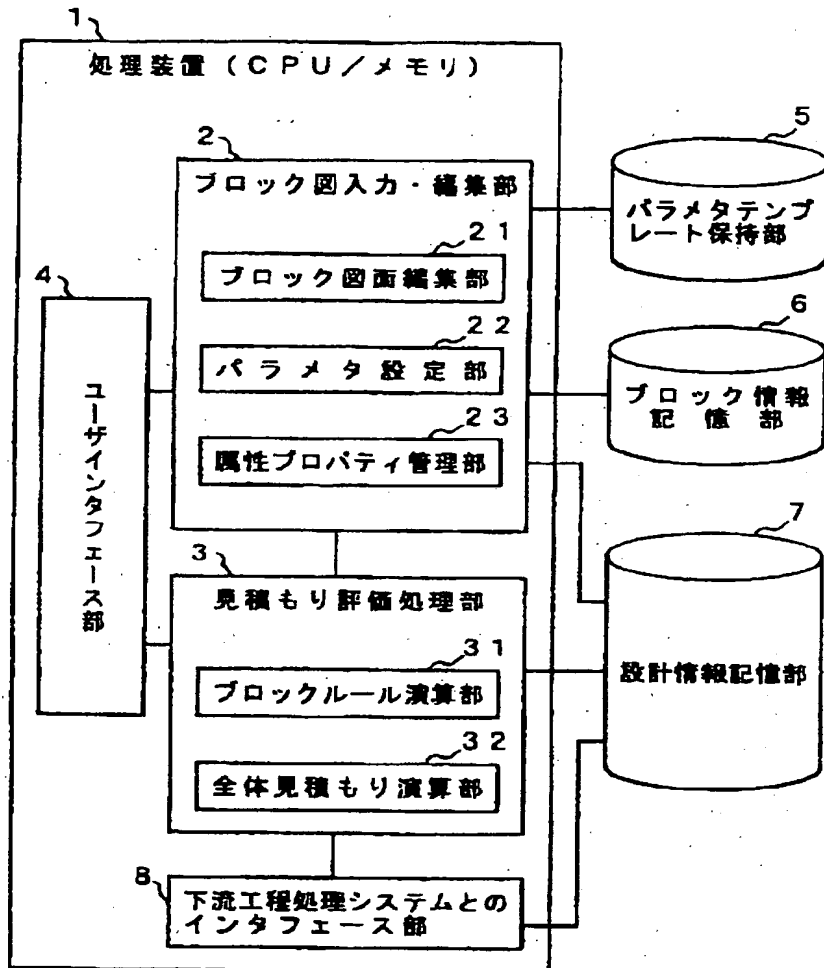 1
処理装置(CPU/メモリ)
2
ブロック図入力・編集部
21
ブロック図面編集部
22
パラメタ設定部
23
属性プロパティ管理部
4
ユーザインタフェース部
3
見積もり評価処理部
31
ブロックルール演算部
32
全体見積もり演算部
8
下流工程処理システムとの
インタフェース部
5
パラメタテンプ
レート保持部
6
ブロック情報
記憶部
7
設計情報記憶部